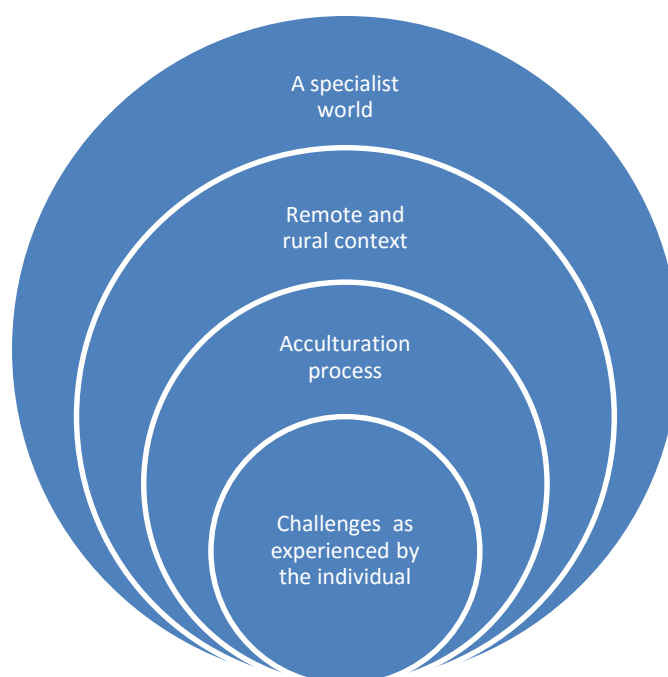 A specialist
world
Remote and
rural context
Acculturation
process
Challenges  as
experienced by
the individual